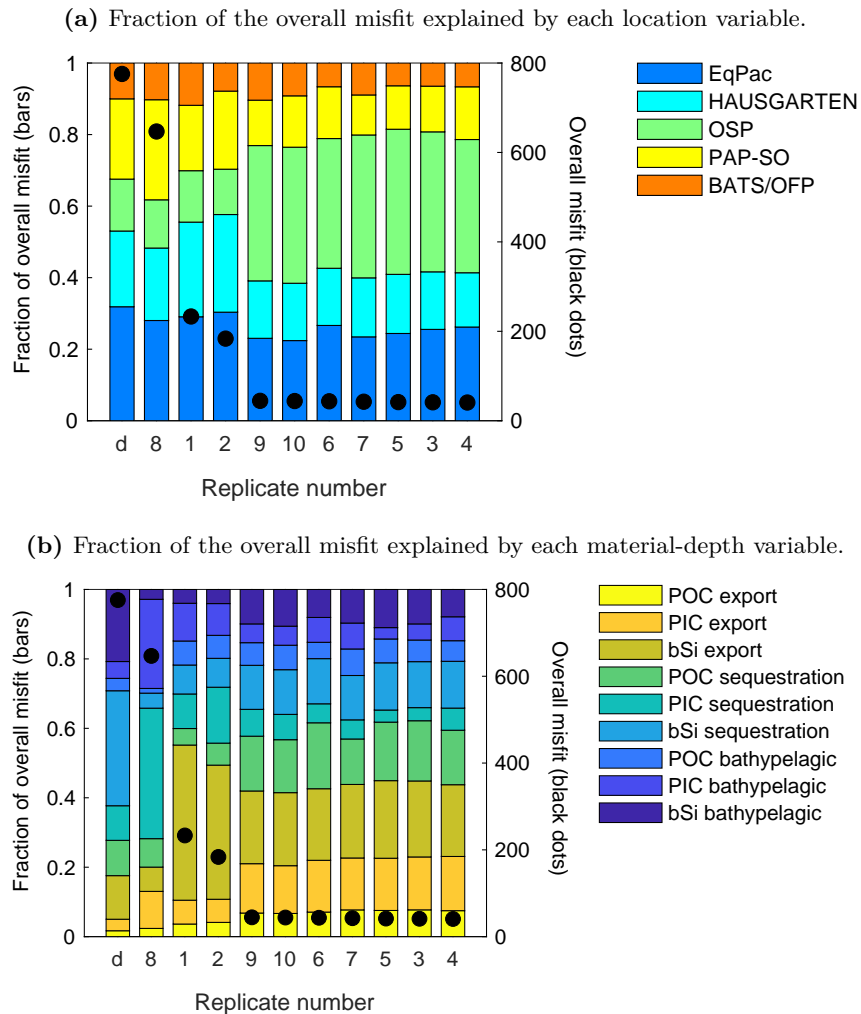 (a) Fraction of the overall misfit explained by each location variable.
Fraction of overall misfit (bars)
1
0.8
0.6
0.4
0.2
0
800
600
400
200
0
Overall misfit (black dots)
d 8 1 2 9 10 6 7 5 3 4
Replicate number
EqPac
HAUSGARTEN
OSP
PAP-SO
BATS/OFP
(b) Fraction of the overall misfit explained by each material-depth variable.
Fraction of overall misfit (bars)
1
0.8
0.6
0.4
0.2
0
800
600
400
200
0
Overall misfit (black dots)
d 8 1 2 9 10 6 7 5 3 4
Replicate number
POC export
PIC export
bSi export
POC sequestration
PIC sequestration
bSi sequestration
POC bathypelagic
PIC bathypelagic
bSi bathypelagic